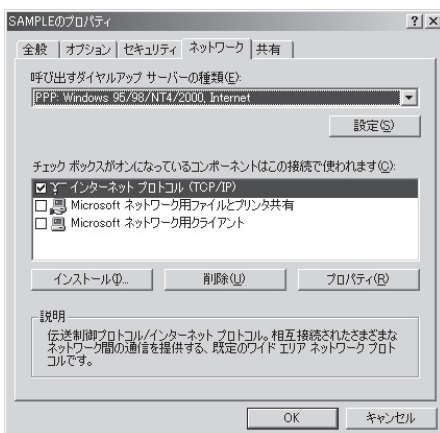 SAMPLEのプロパティ
全般 オプション セキュリティ ネットワーク 共有
呼び出すダイヤルアップ サーバーの種類(E):
PPP: Windows 95/98/NT4/2000, Internet
設定(S)
チェック ボックスがオンになっているコンポーネントはこの接続で使われます(C):
インターネット プロトコル (TCP/IP)
Microsoft ネットワーク用ファイルとプリンタ共有
Microsoft ネットワーク用クライアント
インストール(I)... 削除(U) プロパティ(R)
説明
伝送制御プロトコル/インターネット プロトコル。相互接続されたさまざまな
ネットワーク間の通信を提供する、既定のワイド エリア ネットワーク プロト
コルです。
OK キャンセル